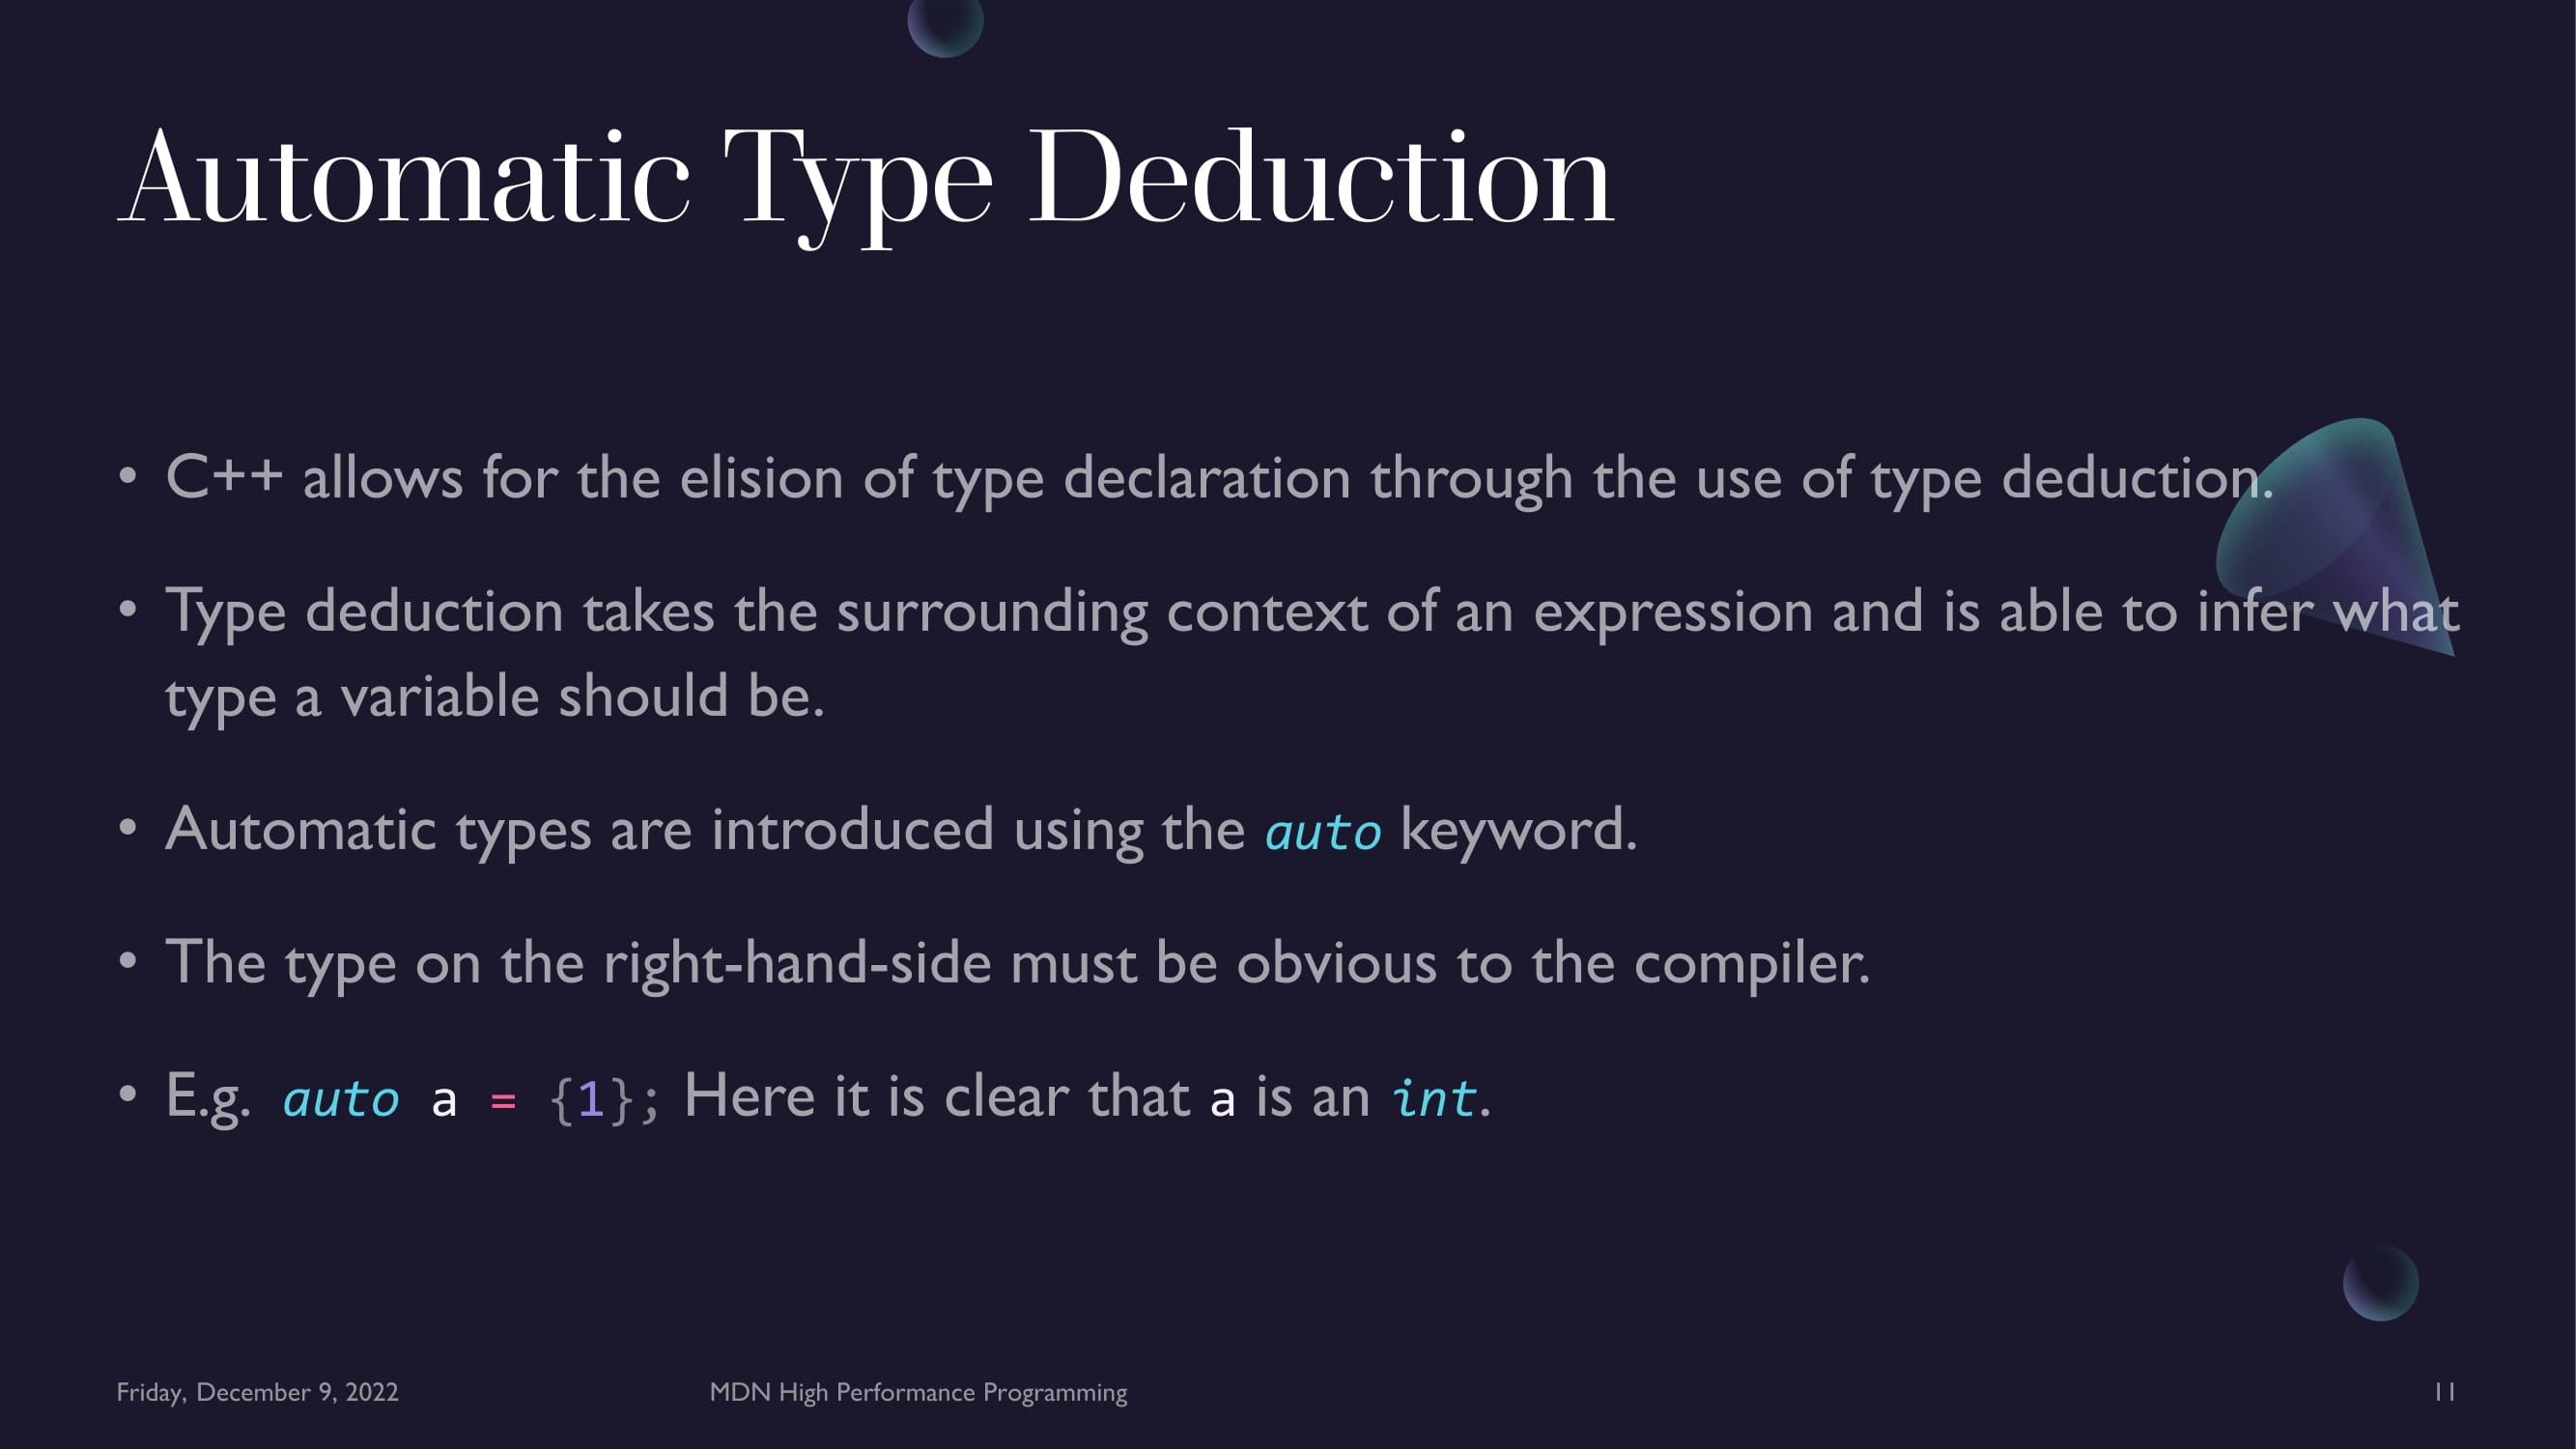 Automatic Type Deduction
• C++ allows for the elision of type declaration through the use of type deduction.
• Type deduction takes the surrounding context of an expression and is able to infer what
type a variable should be.
• Automatic types are introduced using the auto keyword.
• The type on the right-hand-side must be obvious to the compiler.
• E.g. auto a = {1}; Here it is clear that a is an int.
Friday, December 9, 2022
MDN High Performance Programming
11